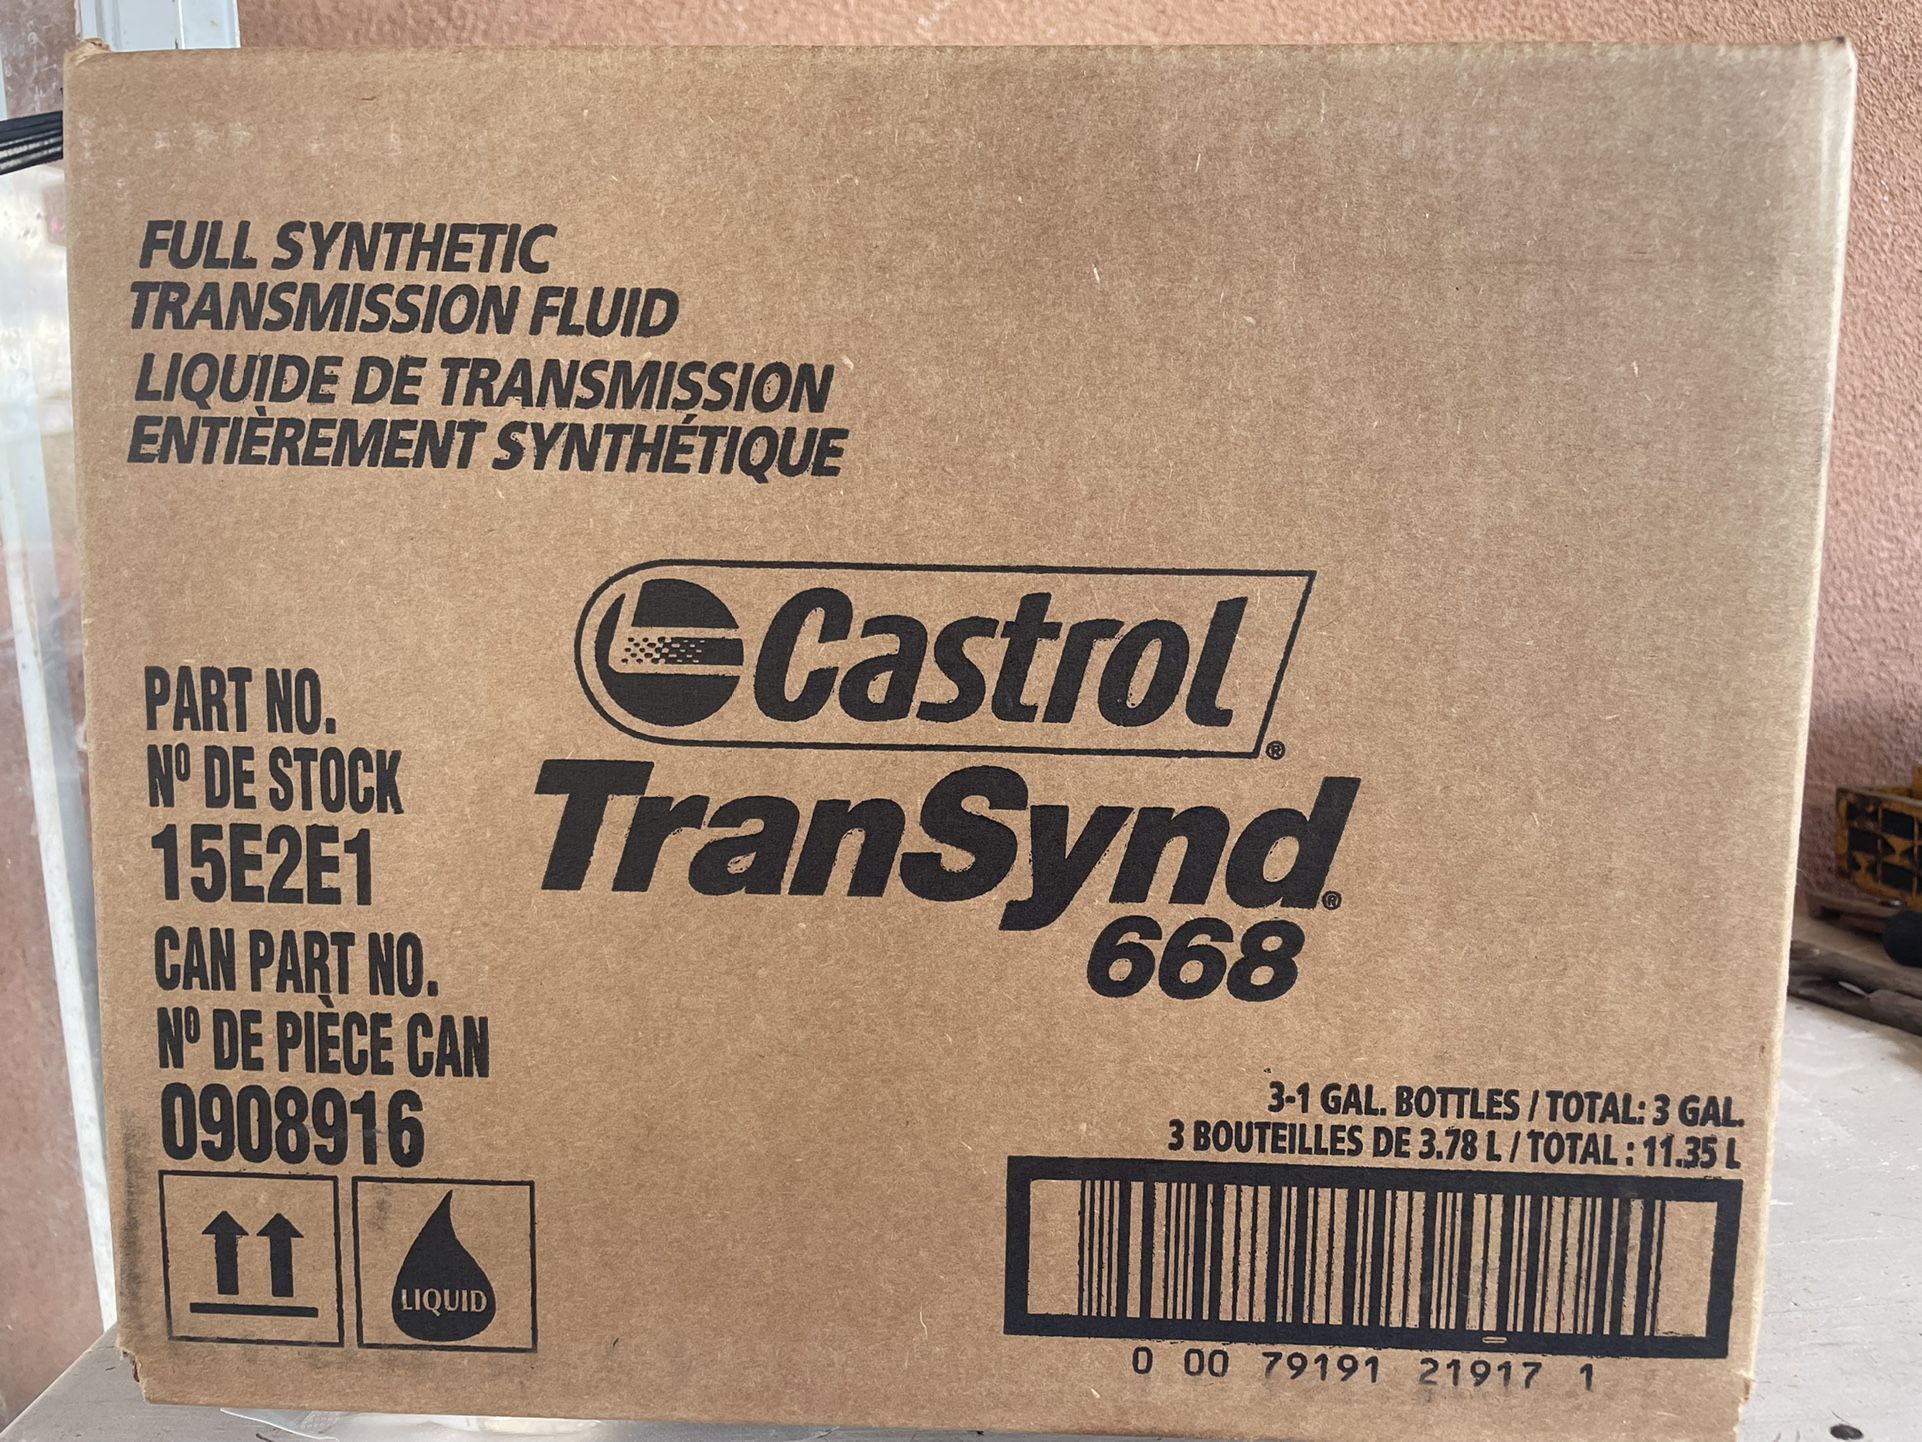 FULL SYNTHETIC
TRANSMISSION FLUID
LIQUIDE DE TRANSMISSION
ENTIÈREMENT SYNTHÉTIQUE
Castrol®
TranSynd®
668
PART NO.
Nº DE STOCK
15E2E1
CAN PART NO.
Nº DE PIÈCE CAN
0908916
LIQUID
3-1 GAL. BOTTLES / TOTAL: 3 GAL.
3 BOUTEILLES DE 3.78 L / TOTAL : 11.35 L
0 00 79191 21917 1